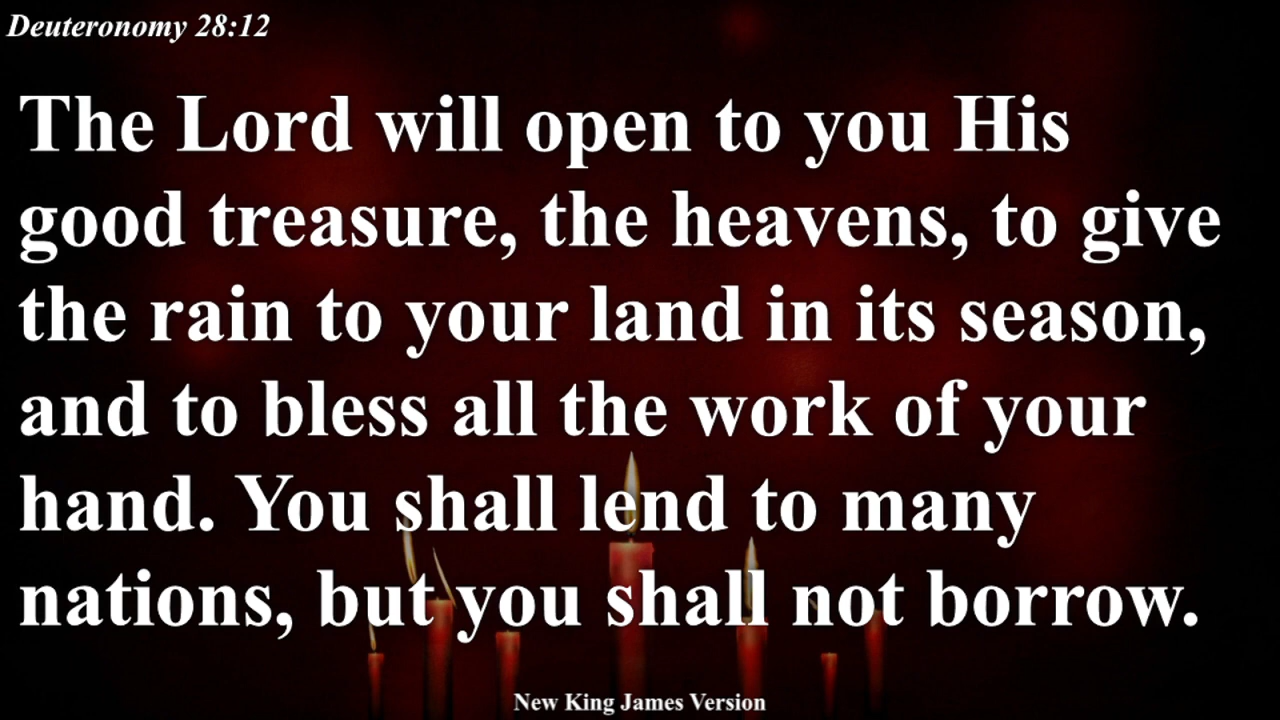 Deuteronomy 28:12
The Lord will open to you His
good treasure, the heavens, to give
the rain to your land in its season,
and to bless all the work of your
hand. You shall lend to many
nations, but you shall not borrow.
New King James Version